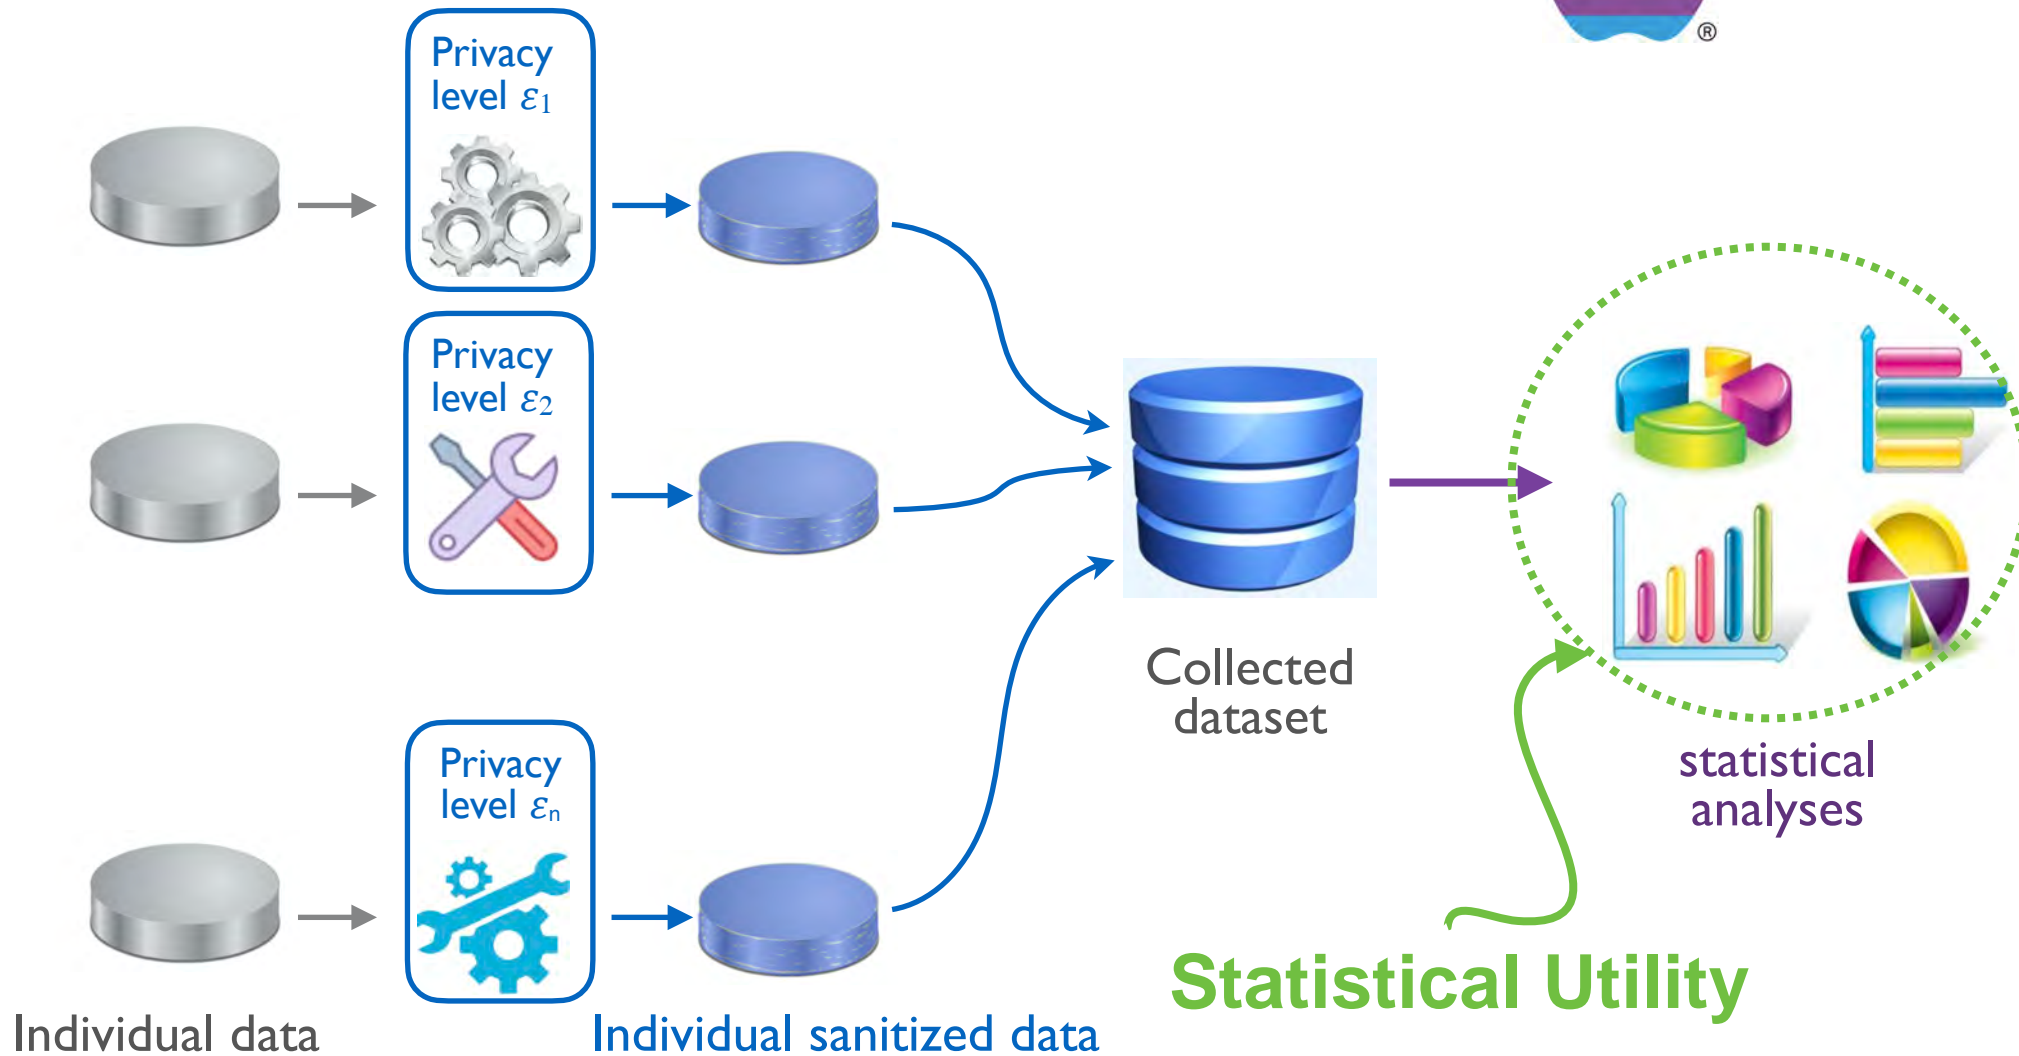 ®
Privacy
level ε₁
Privacy
level ε₂
Privacy
level εₙ
Collected
dataset
statistical
analyses
Statistical Utility
Individual data
Individual sanitized data